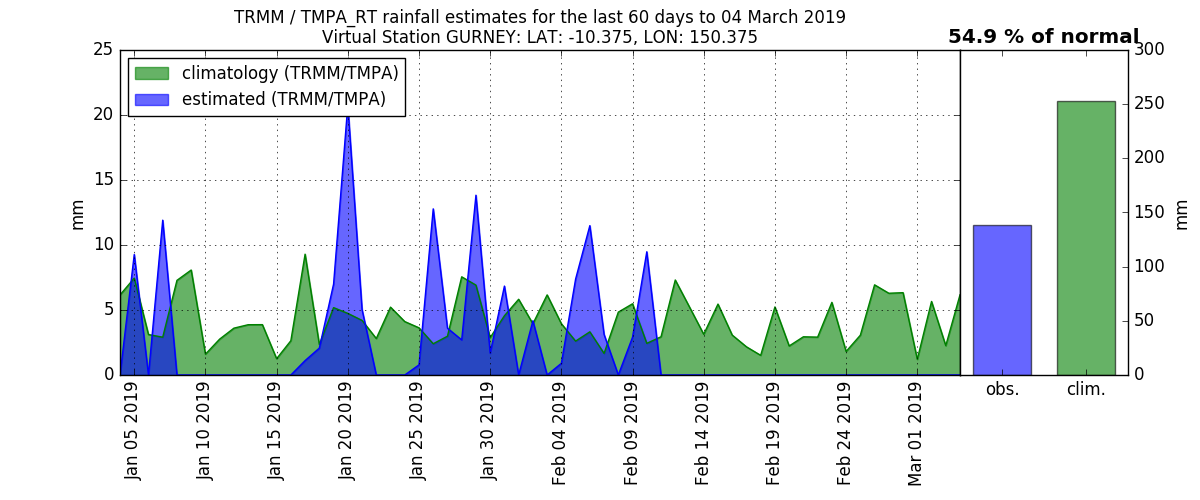 TRMM / TMPA_RT rainfall estimates for the last 60 days to 04 March 2019
Virtual Station GURNEY: LAT: -10.375, LON: 150.375
54.9 % of normal
climatology (TRMM/TMPA)
estimated (TRMM/TMPA)
25
20
15
10
5
0
mm
300
250
200
150
100
50
0
mm
Jan 05 2019
Jan 10 2019
Jan 15 2019
Jan 20 2019
Jan 25 2019
Jan 30 2019
Feb 04 2019
Feb 09 2019
Feb 14 2019
Feb 19 2019
Feb 24 2019
Mar 01 2019
obs.
clim.